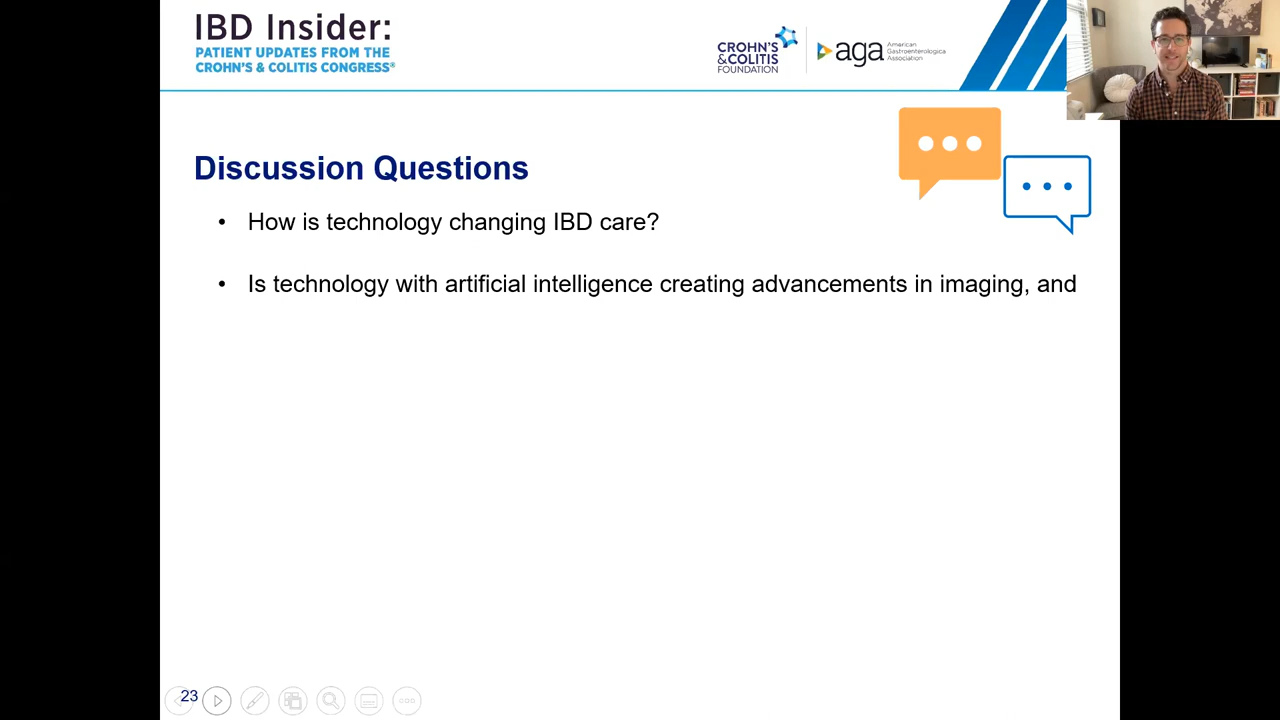 IBD Insider:
PATIENT UPDATES FROM THE
CROHN'S & COLITIS CONGRESS®
CROHN'S
& COLITIS
FOUNDATION
aga
American
Gastroenterological
Association
Discussion Questions
• How is technology changing IBD care?
• Is technology with artificial intelligence creating advancements in imaging, and
23